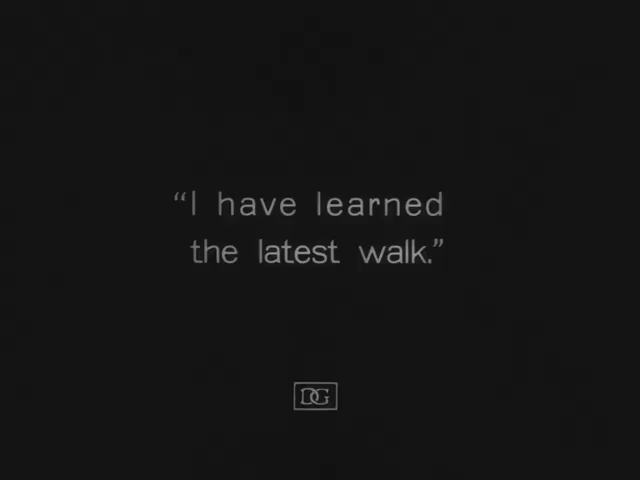 “I have learned
the latest walk.”
DG